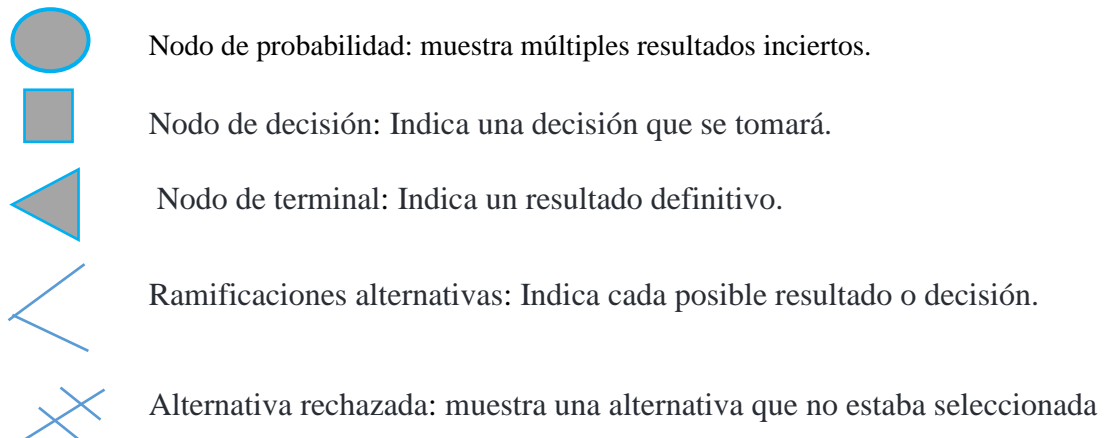 Nodo de probabilidad: muestra múltiples resultados inciertos.
Nodo de decisión: Indica una decisión que se tomará.
Nodo de terminal: Indica un resultado definitivo.
Ramificaciones alternativas: Indica cada posible resultado o decisión.
Alternativa rechazada: muestra una alternativa que no estaba seleccionada